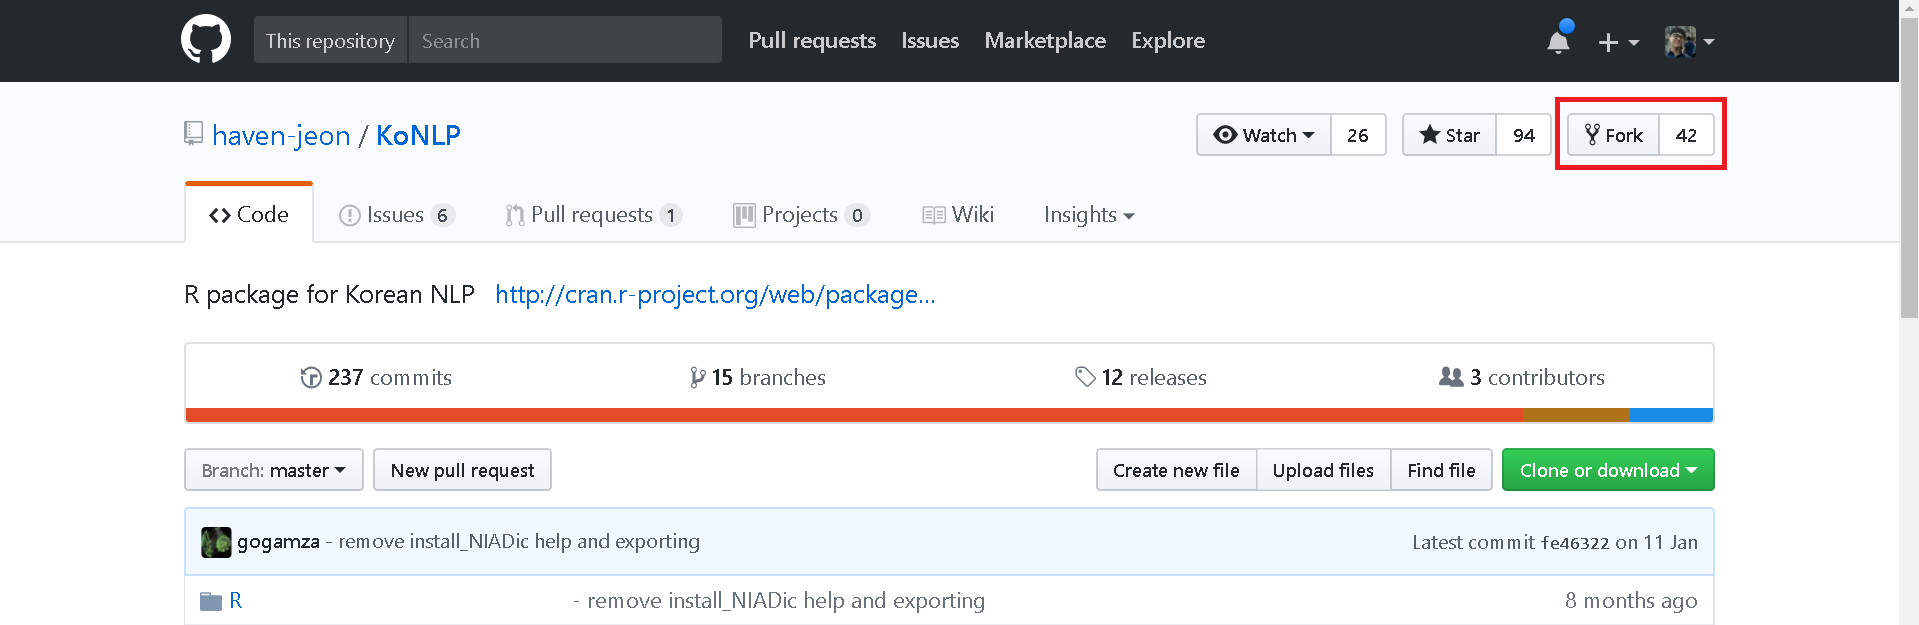 This repository Search Pull requests Issues Marketplace Explore
haven-jeon / KoNLP Watch 26 Star 94 Fork 42
Code Issues 6 Pull requests 1 Projects 0 Wiki Insights
R package for Korean NLP http://cran.r-project.org/web/package...
237 commits 15 branches 12 releases 3 contributors
Branch: master New pull request Create new file Upload files Find file Clone or download
gogamza - remove install_NIADic help and exporting Latest commit fe46322 on 11 Jan
R - remove install_NIADic help and exporting 8 months ago